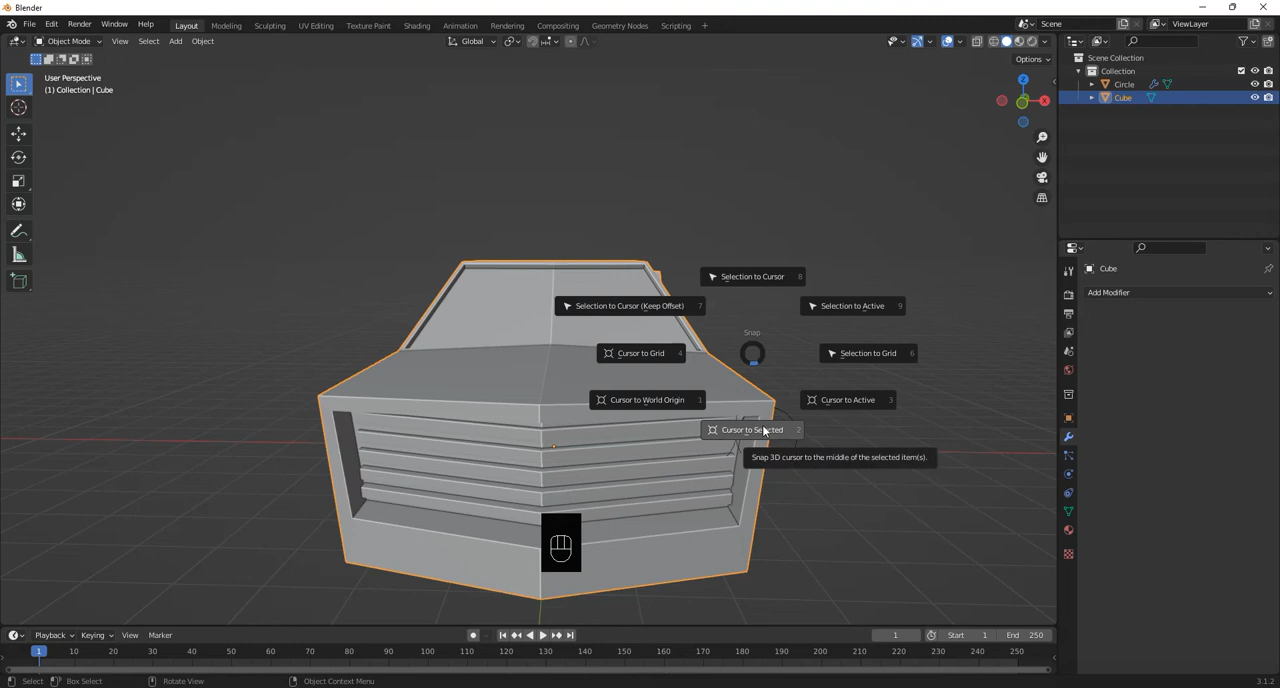 Blender
File Edit Render Window Help Layout Modeling Sculpting UV Editing Texture Paint Shading Animation Rendering Compositing Geometry Nodes Scripting + Scene ViewLayer
Object Mode View Select Add Object Global
Options
User Perspective
(1) Collection | Cube
Z
X
Scene Collection
Collection
Circle
Cube
Selection to Cursor 8
Selection to Cursor (Keep Offset) 7
Selection to Active 9
Snap
Cursor to Grid 4
Selection to Grid 6
Cursor to World Origin 1
Cursor to Active 3
Cursor to Selected 2
Snap 3D cursor to the middle of the selected item(s).
Cube
Add Modifier
Playback Keying View Marker 1 Start 1 End 250
1 10 20 30 40 50 60 70 80 90 100 110 120 130 140 150 160 170 180 190 200 210 220 230 240 250
Select Box Select Rotate View Object Context Menu 3.1.2